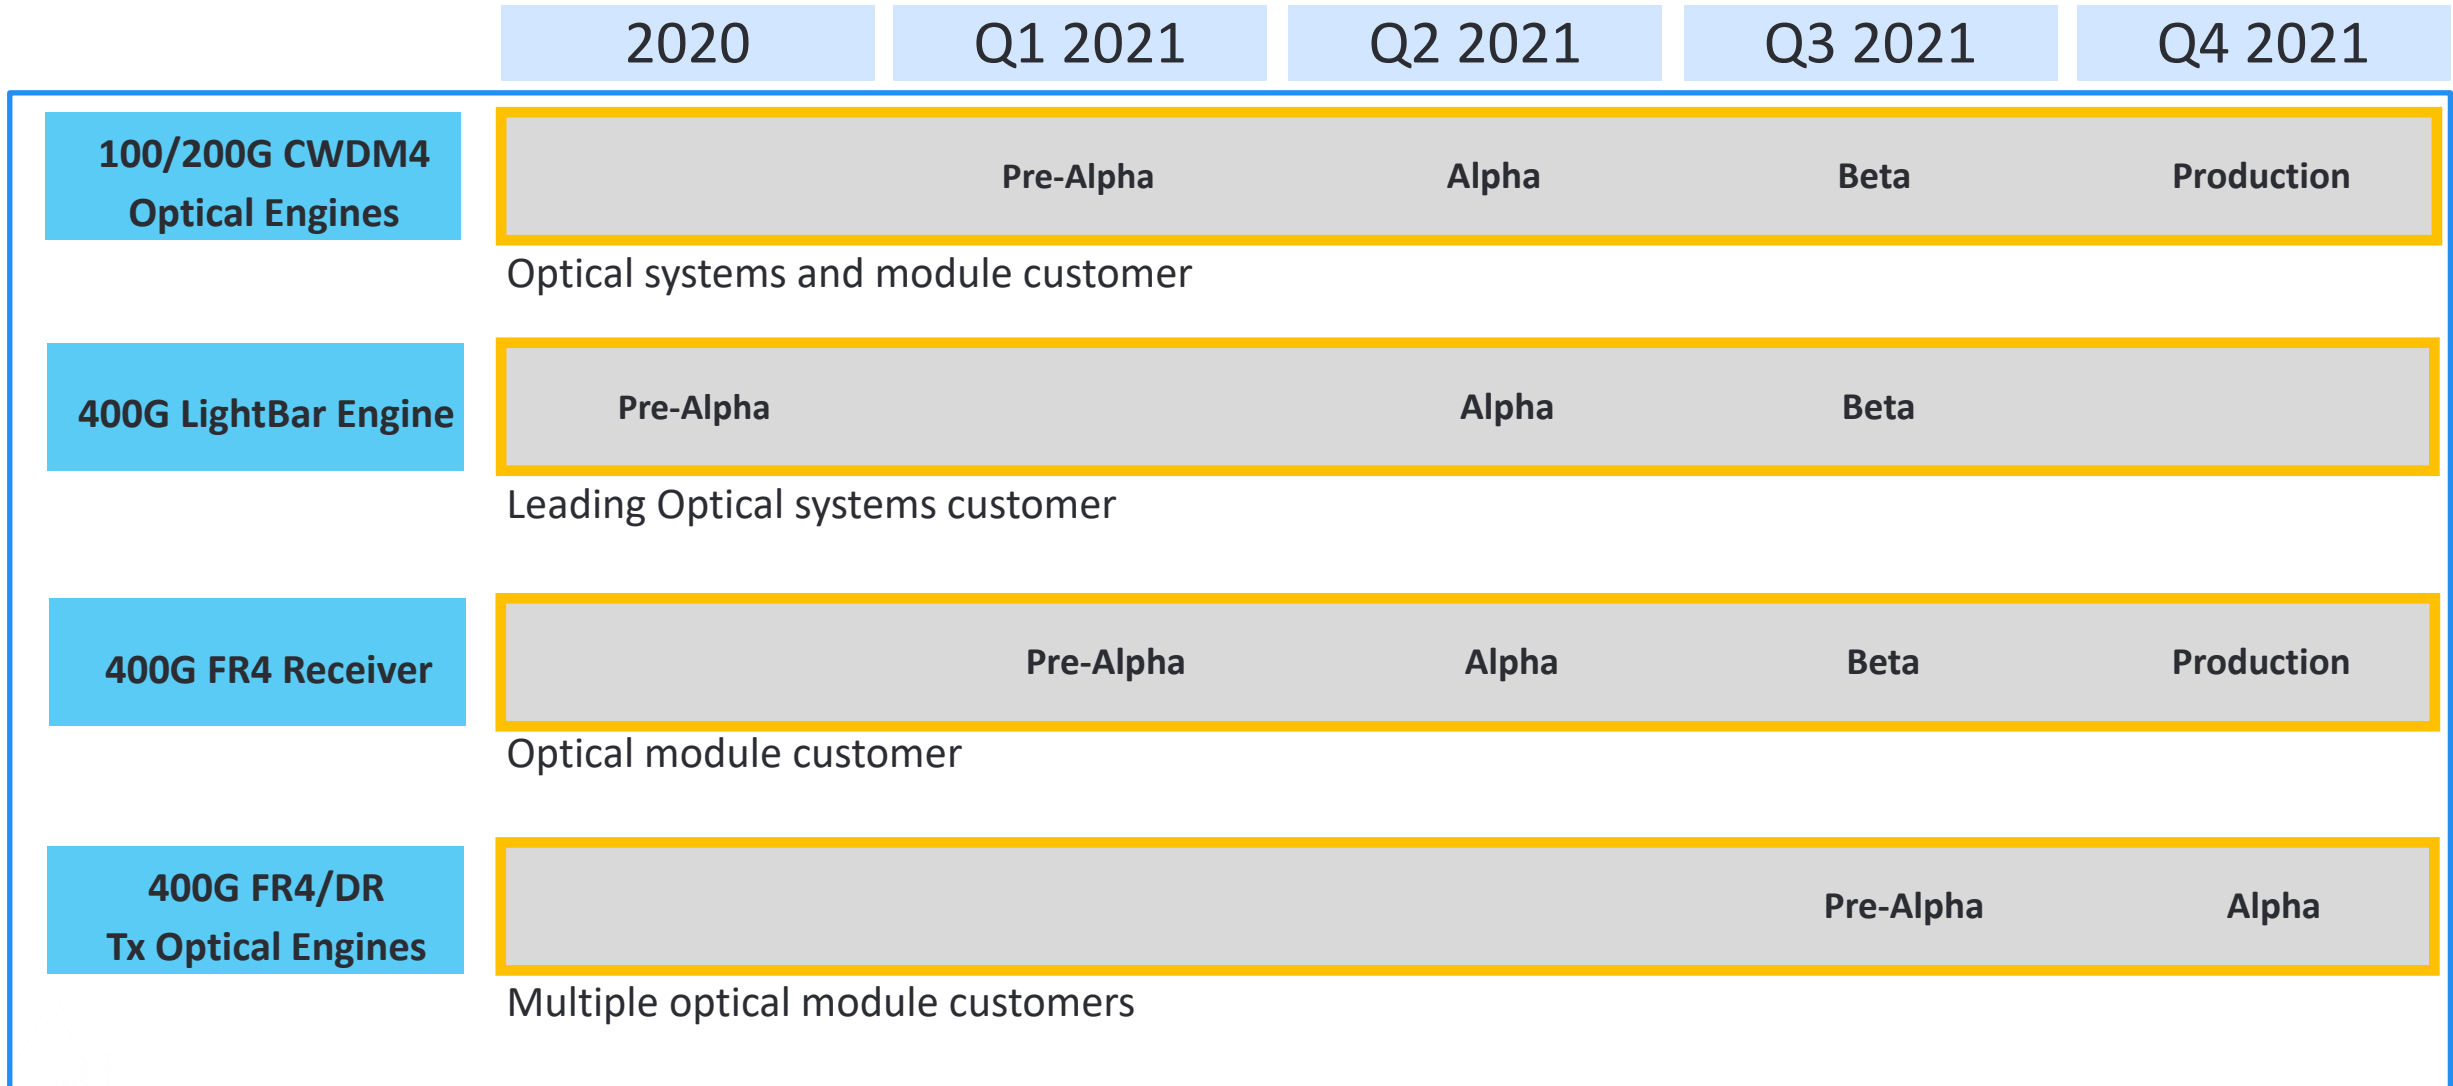 2020 Q1 2021 Q2 2021 Q3 2021 Q4 2021
100/200G CWDM4
Optical Engines
Pre-Alpha Alpha Beta Production
Optical systems and module customer
400G LightBar Engine
Pre-Alpha Alpha Beta
Leading Optical systems customer
400G FR4 Receiver
Pre-Alpha Alpha Beta Production
Optical module customer
400G FR4/DR
Tx Optical Engines
Pre-Alpha Alpha
Multiple optical module customers